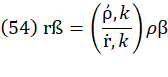 (54) rß = (ρ́,k / ŕ,k) ρβ